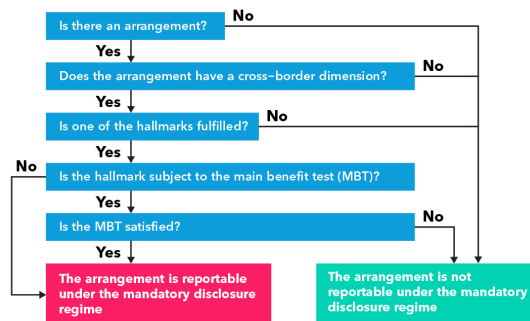 Is there an arrangement?
No
Yes
Does the arrangement have a cross-border dimension?
No
Yes
Is one of the hallmarks fulfilled?
No
Yes
No
Is the hallmark subject to the main benefit test (MBT)?
Yes
Is the MBT satisfied?
No
Yes
The arrangement is reportable
under the mandatory disclosure
regime
The arrangement is not
reportable under the mandatory
disclosure regime